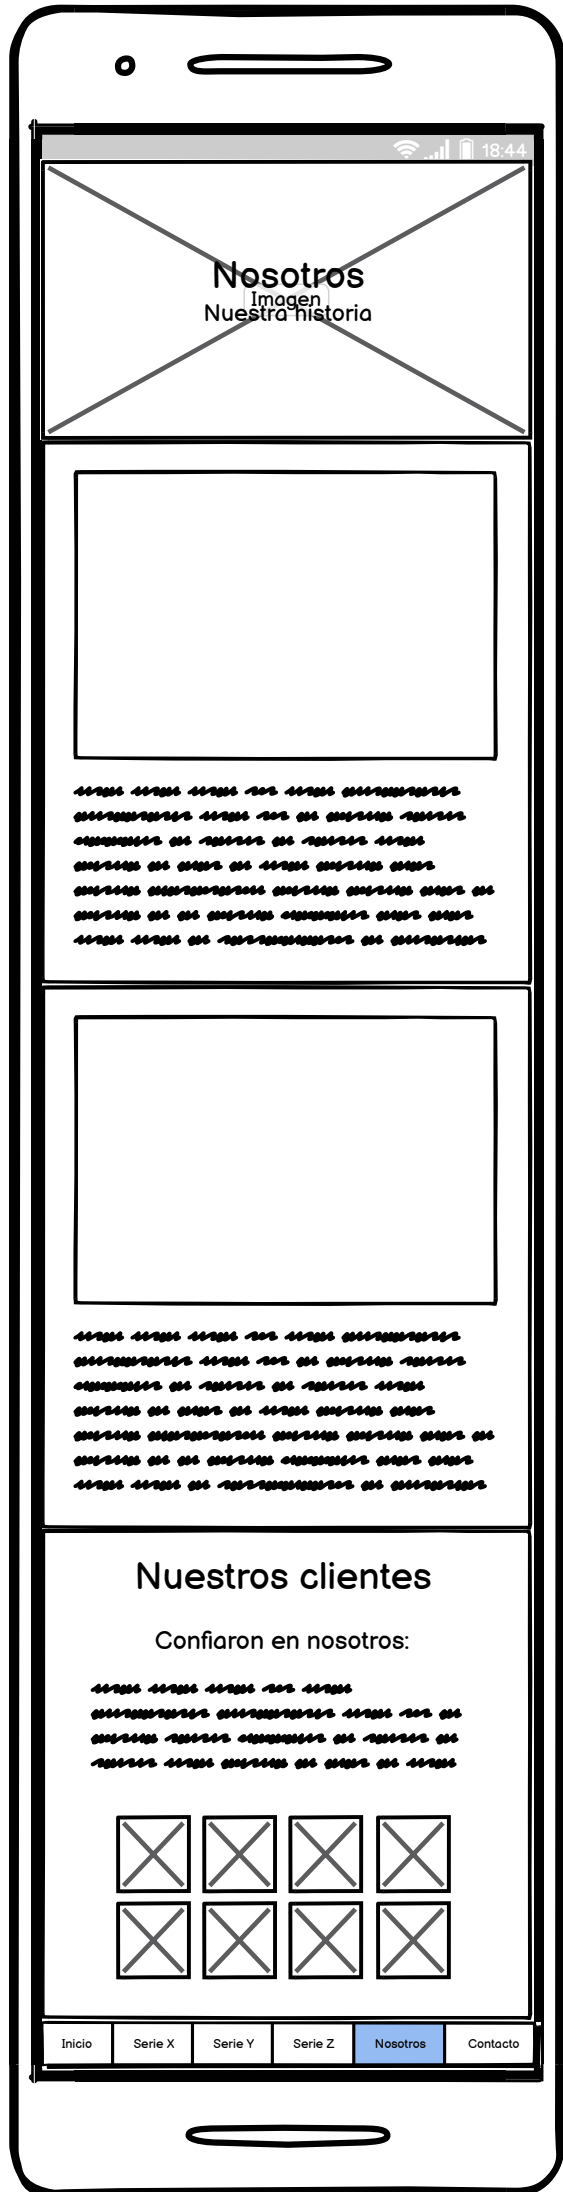 18:44
Nosotros
Imagen
Nuestra historia
Nuestros clientes
Confiaron en nosotros:
Inicio Serie X Serie Y Serie Z Nosotros Contacto